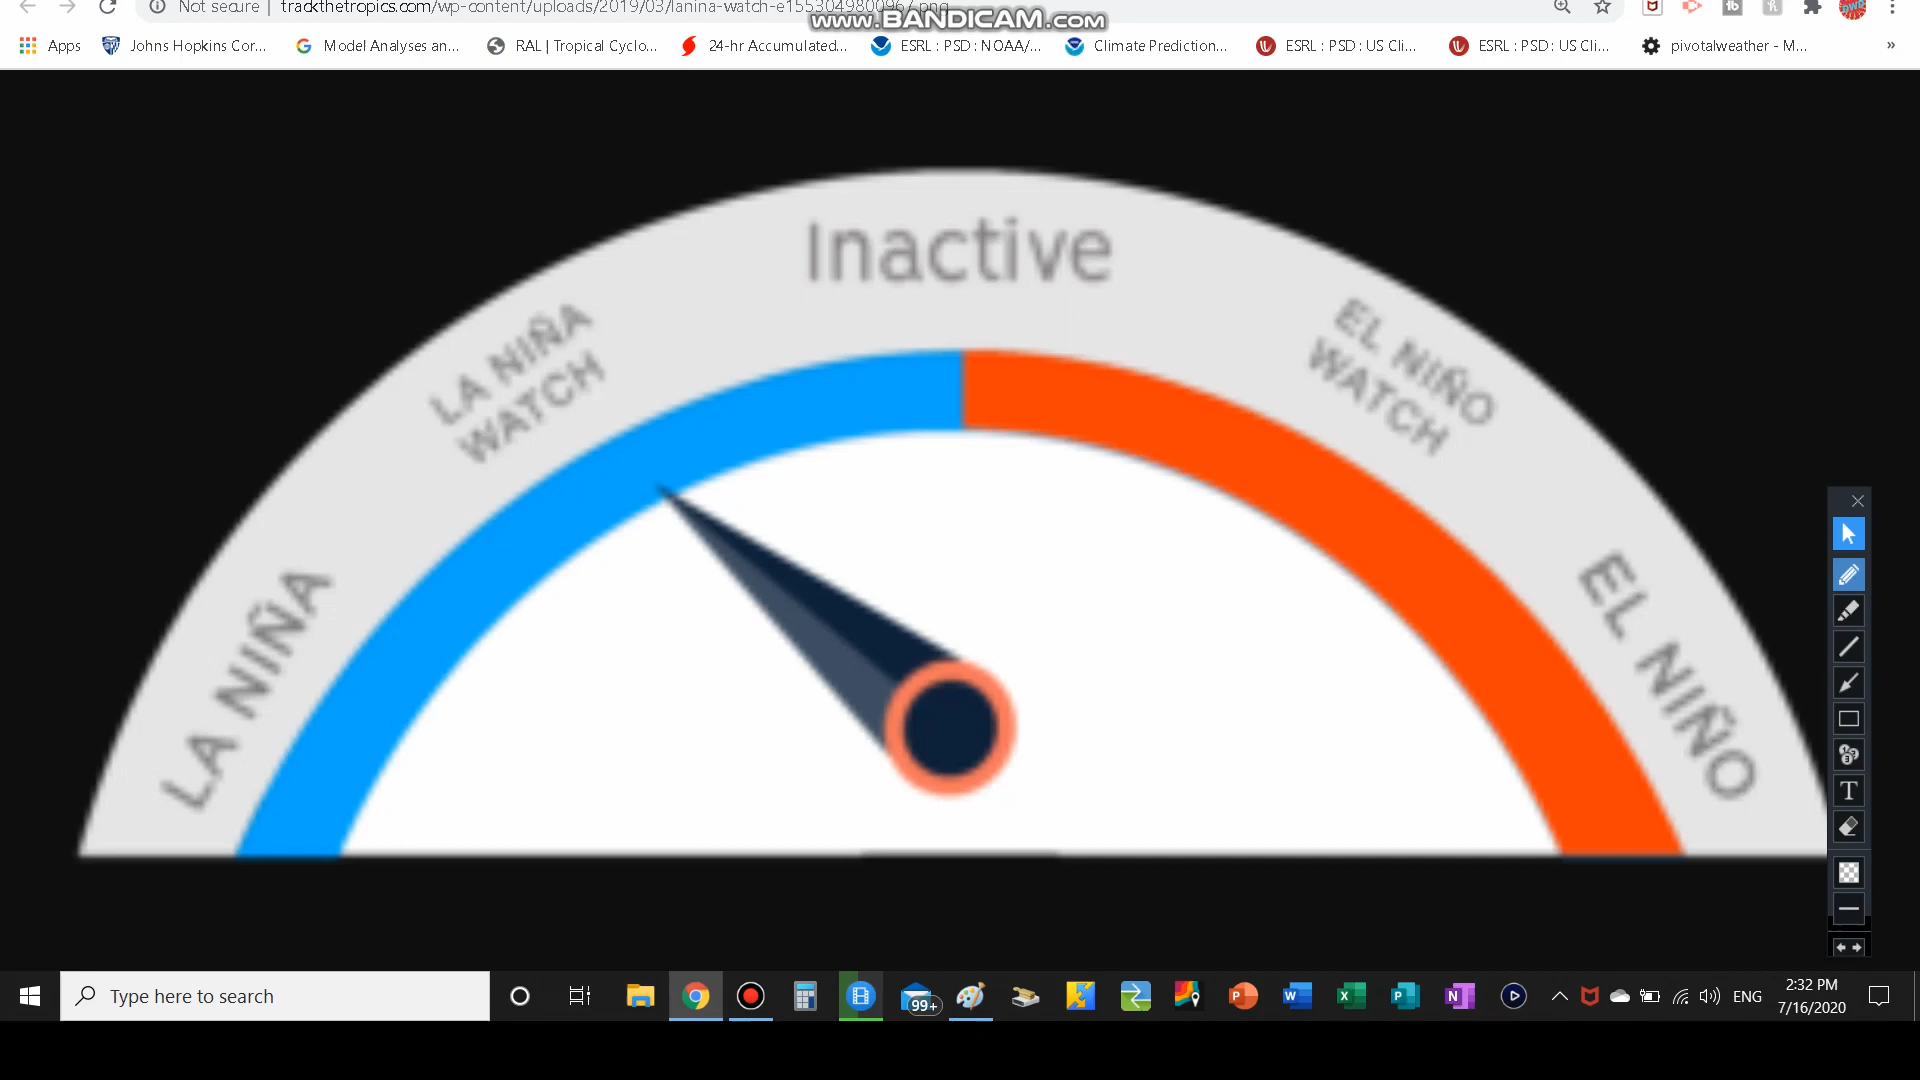 Not secure | trackthetropics.com/wp-content/uploads/2019/03/lanina-watch-e1553049800967.png
www.BANDICAM.com
Apps Johns Hopkins Cor... Model Analyses an... RAL | Tropical Cyclo... 24-hr Accumulated... ESRL : PSD : NOAA/... Climate Prediction... ESRL : PSD : US Cli... ESRL : PSD : US Cli... pivotalweather - M... »
Inactive
LA NIÑA
WATCH
EL NIÑO
WATCH
LA NIÑA
EL NIÑO
T
Type here to search
99+
ENG
2:32 PM
7/16/2020